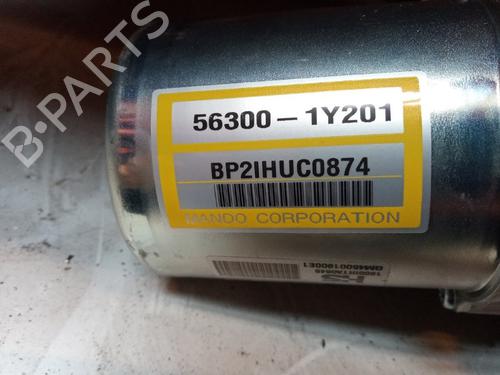 B-PARTS
56300-1Y201
BP2IHUC0874
MANDO CORPORATION